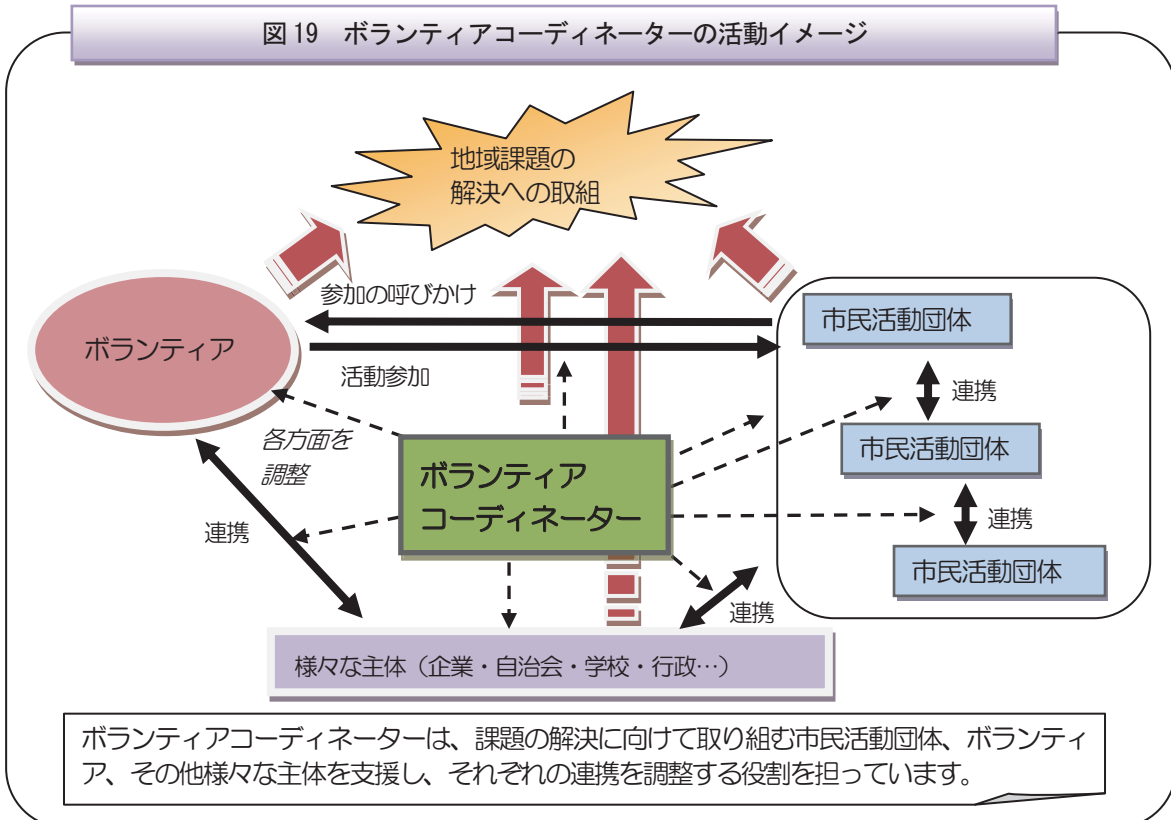 図19 ボランティアコーディネーターの活動イメージ
地域課題の
解決への取組
参加の呼びかけ
市民活動団体
ボランティア
活動参加
連携
各方面を
調整
市民活動団体
ボランティア
コーディネーター
連携
連携
市民活動団体
連携
様々な主体（企業・自治会・学校・行政…）
ボランティアコーディネーターは、課題の解決に向けて取り組む市民活動団体、ボランティ
ア、その他様々な主体を支援し、それぞれの連携を調整する役割を担っています。